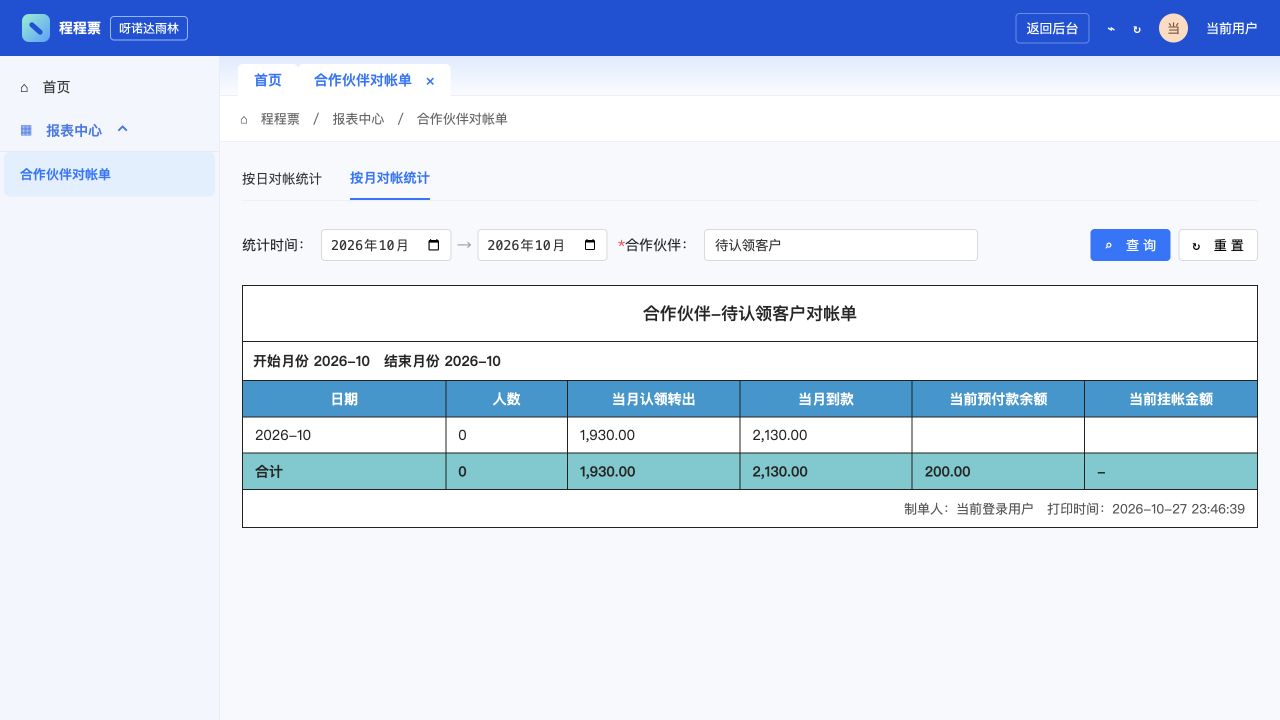 程程票 呀诺达雨林 返回后台 当 当前用户
首页
报表中心
合作伙伴对帐单
首页 合作伙伴对帐单 ×
程程票 / 报表中心 / 合作伙伴对帐单
按日对帐统计 按月对帐统计
统计时间: 2026年10月 → 2026年10月 *合作伙伴: 待认领客户 查 询 重 置
合作伙伴–待认领客户对帐单
开始月份 2026–10 结束月份 2026–10
日期 人数 当月认领转出 当月到款 当前预付款余额 当前挂帐金额
2026–10 0 1,930.00 2,130.00
合计 0 1,930.00 2,130.00 200.00 –
制单人: 当前登录用户 打印时间: 2026-10-27 23:46:39